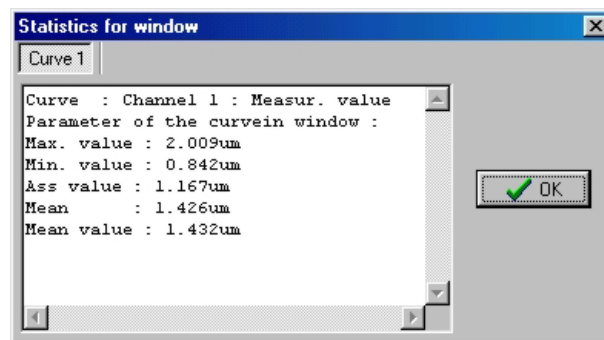 Statistics for window
Curve 1
Curve  : Channel 1 : Measur. value
Parameter of the curvein window :
Max. value : 2.009um
Min. value : 0.842um
Ass value : 1.167um
Mean       : 1.426um
Mean value : 1.432um
OK